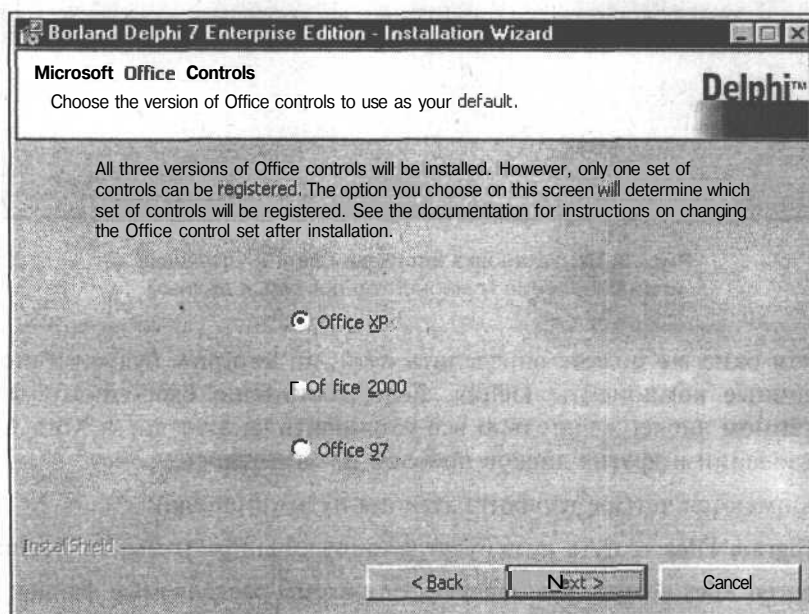 Borland Delphi 7 Enterprise Edition - Installation Wizard
Microsoft Office Controls
Choose the version of Office controls to use as your default.
Delphi™
All three versions of Office controls will be installed. However, only one set of
controls can be registered. The option you choose on this screen will determine which
set of controls will be registered. See the documentation for instructions on changing
the Office control set after installation.
Office XP
Of fice 2000
Office 97
InstallShield
< Back
Next >
Cancel